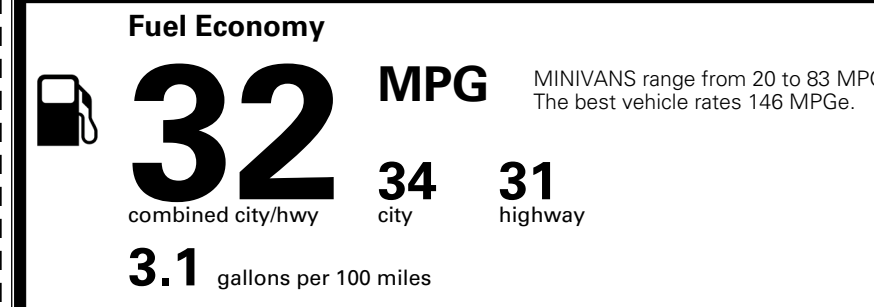 Fuel Economy
32 MPG
MINIVANS range from 20 to 83 MPG
The best vehicle rates 146 MPGe.
34 31
combined city/hwy city highway
3.1 gallons per 100 miles